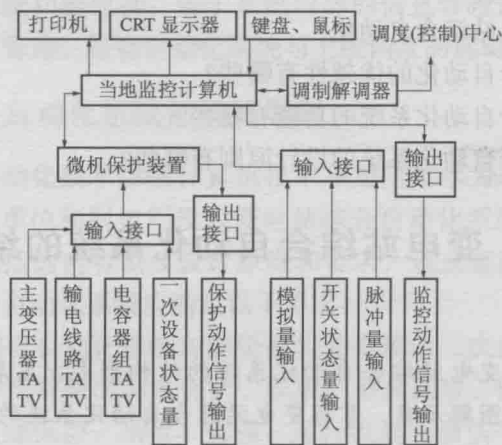 打印机
CRT 显示器
键盘、鼠标
调度(控制)中心
当地监控计算机
调制解调器
微机保护装置
输入接口
输出
接口
输入接口
输出
接口
主变压器TA TV
输电线路TA TV
电容器组TA TV
一次设备状态量
保护动作信号输出
模拟量输入
开关状态量输入
脉冲量输入
监控动作信号输出